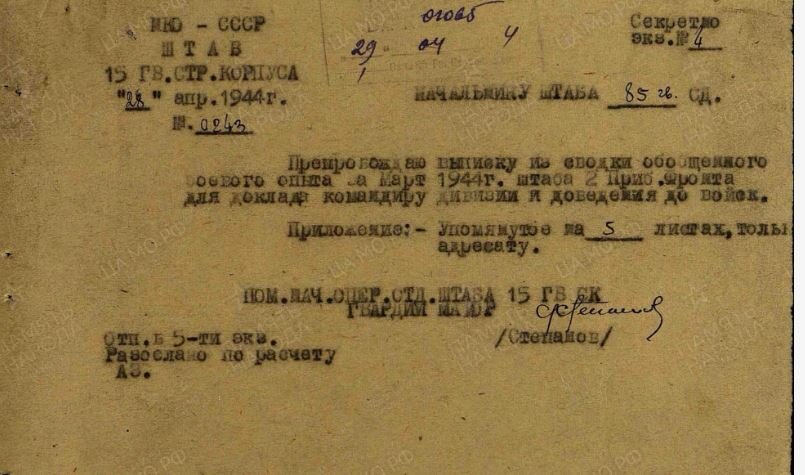 НКО - СССР
ШТАБ
15 ГВ.СТР.КОРПУСА
"28" апр.1944г.
№. 0243
29 04 4
Секретно
экз.№ 4
НАЧАЛЬНИКУ ШТАБА 85 гв. СД.
Препровождаю выписку из сводки обобщенного
боевого опыта за Март 1944г. штаба 2 Приб.Фронта
для доклада командиру дивизии и доведения до войск.
Приложение:- Упомянутое на 5 листах, толь
адресату.
ПОМ.НАЧ.ОПЕР.ОТД.ШТАБА 15 ГВ СК
ГВАРДИИ МАЙОР Степанов
/Степанов/
Отп.в 5-ти экз.
Разослано по расчету
АЗ.